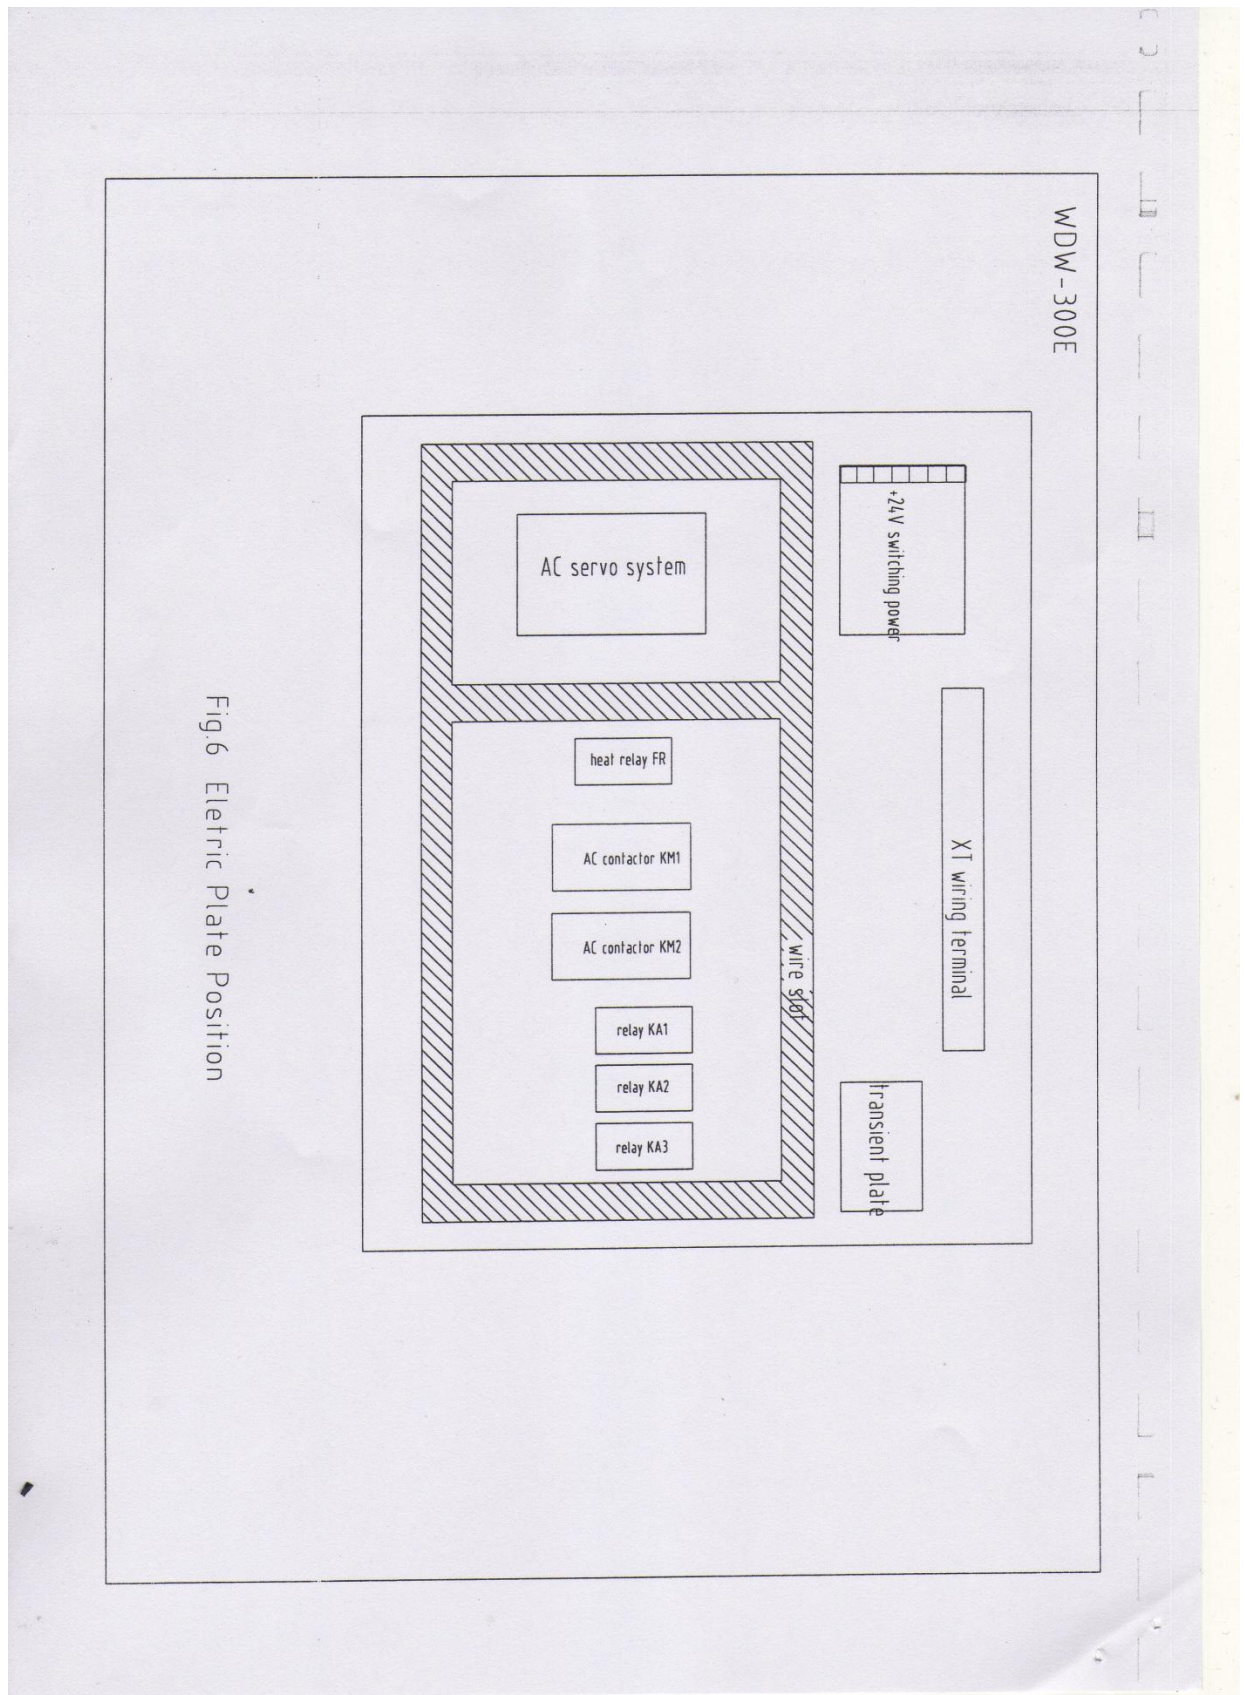 WDW-300E
+24V switching power
XT wiring terminal
transient plate
wire slot
AC servo system
heat relay FR
AC contactor KM1
AC contactor KM2
relay KA1
relay KA2
relay KA3
Fig.6 Eletric Plate Position